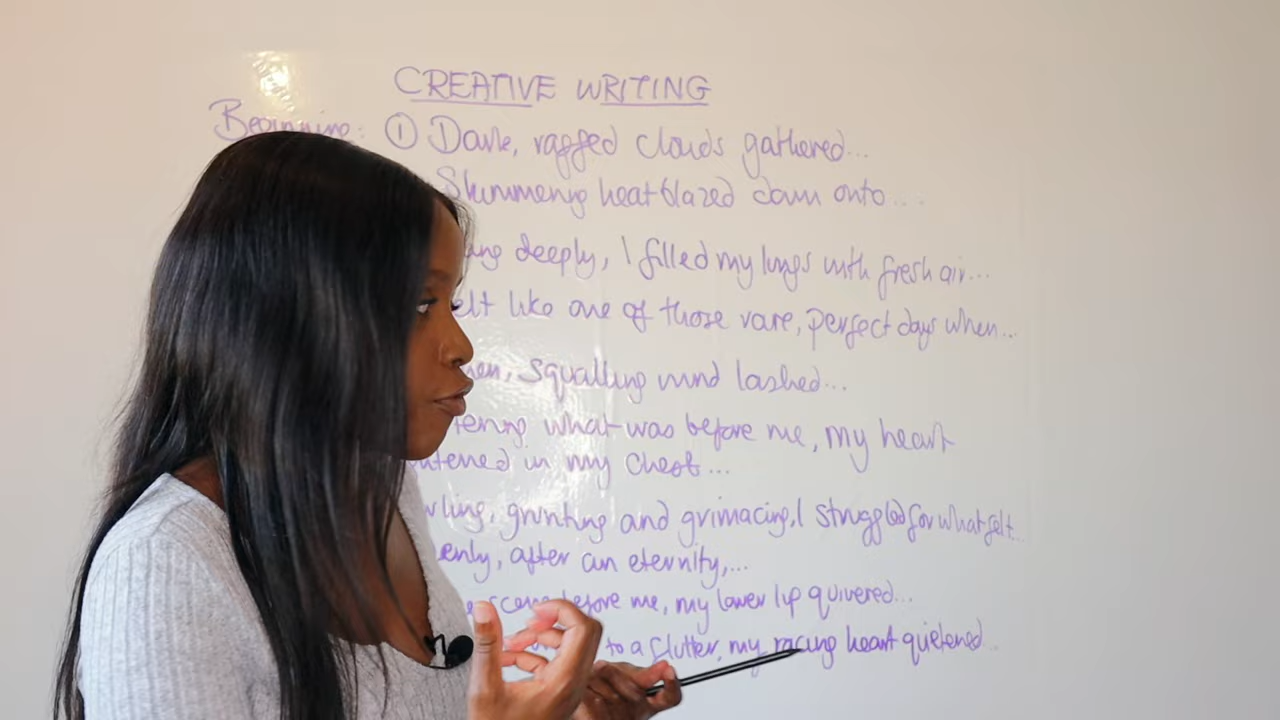 CREATIVE WRITING
Beginning: ① Dark, ragged clouds gathered...
Shimmering heat blazed down onto...
ing deeply, I filled my lungs with fresh air...
elt like one of those rare, perfect days when...
hen, squalling wind lashed...
tening what was before me, my heart
htened in my chest...
wling, grunting and grimacing, I struggled for what felt...
enly, after an eternity,...
e scene before me, my lower lip quivered...
to a flutter, my racing heart quietened...